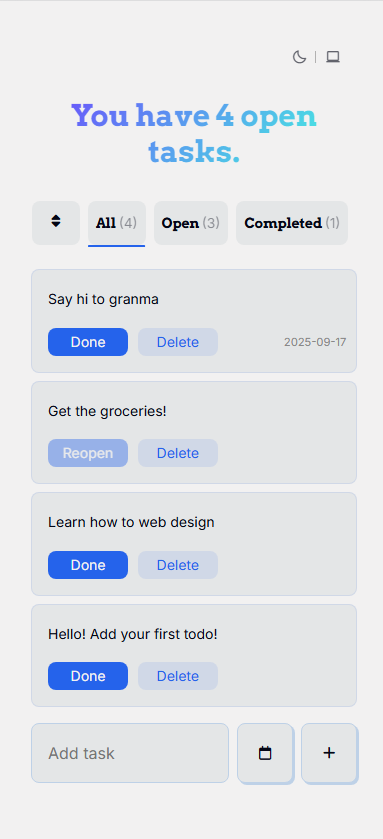 You have 4 open
tasks.
All (4) Open (3) Completed (1)
Say hi to granma
Done Delete 2025-09-17
Get the groceries!
Reopen Delete
Learn how to web design
Done Delete
Hello! Add your first todo!
Done Delete
Add task